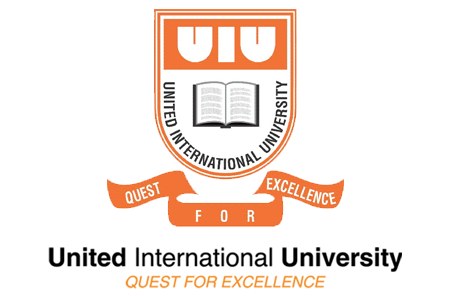 UIU
UNITED INTERNATIONAL UNIVERSITY
QUEST FOR EXCELLENCE
United International University
QUEST FOR EXCELLENCE